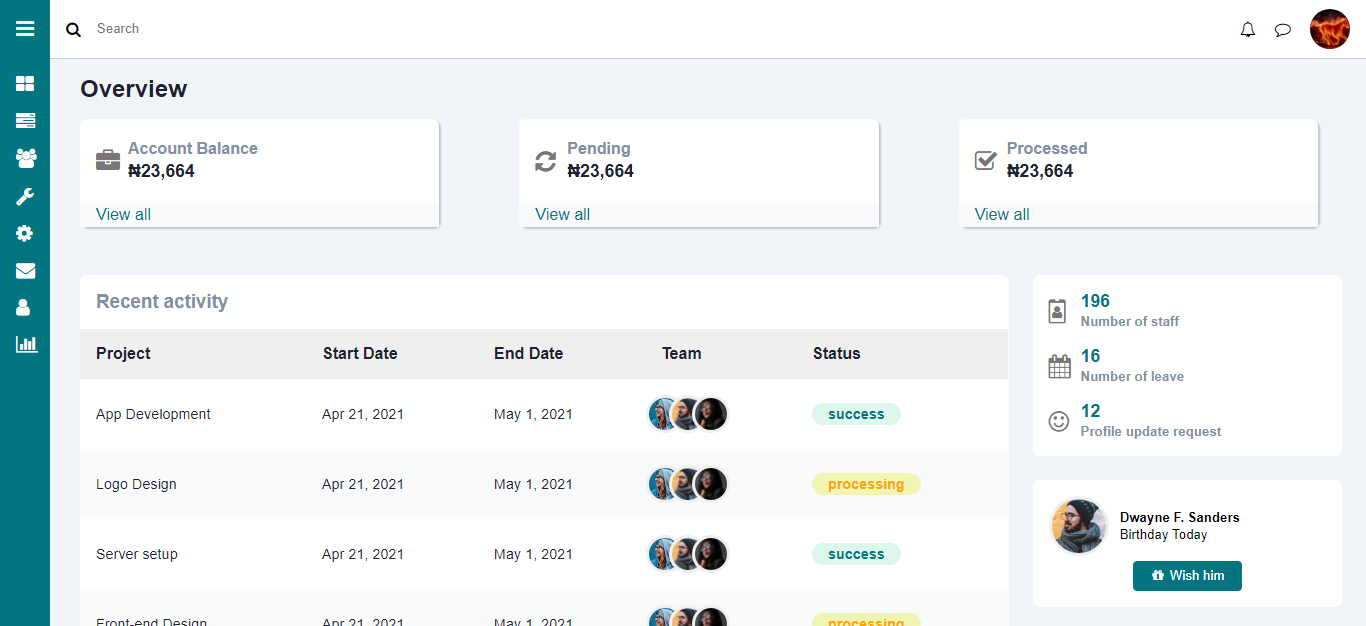 Search
Overview
Account Balance
₦23,664
View all
Pending
₦23,664
View all
Processed
₦23,664
View all
Recent activity
Project Start Date End Date Team Status
App Development Apr 21, 2021 May 1, 2021 success
Logo Design Apr 21, 2021 May 1, 2021 processing
Server setup Apr 21, 2021 May 1, 2021 success
Front-end Design Apr 21, 2021 May 1, 2021 processing
196
Number of staff
16
Number of leave
12
Profile update request
Dwayne F. Sanders
Birthday Today
Wish him